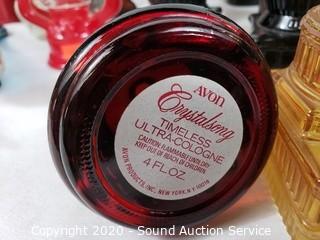 AVON
Crystalsong
TIMELESS
ULTRA-COLOGNE
CAUTION: FLAMMABLE UNTIL DRY
KEEP OUT OF REACH OF CHILDREN
4 FL OZ
AVON PRODUCTS, INC., NEW YORK, N.Y. 10019
Copyright 2020 - Sound Auction Service